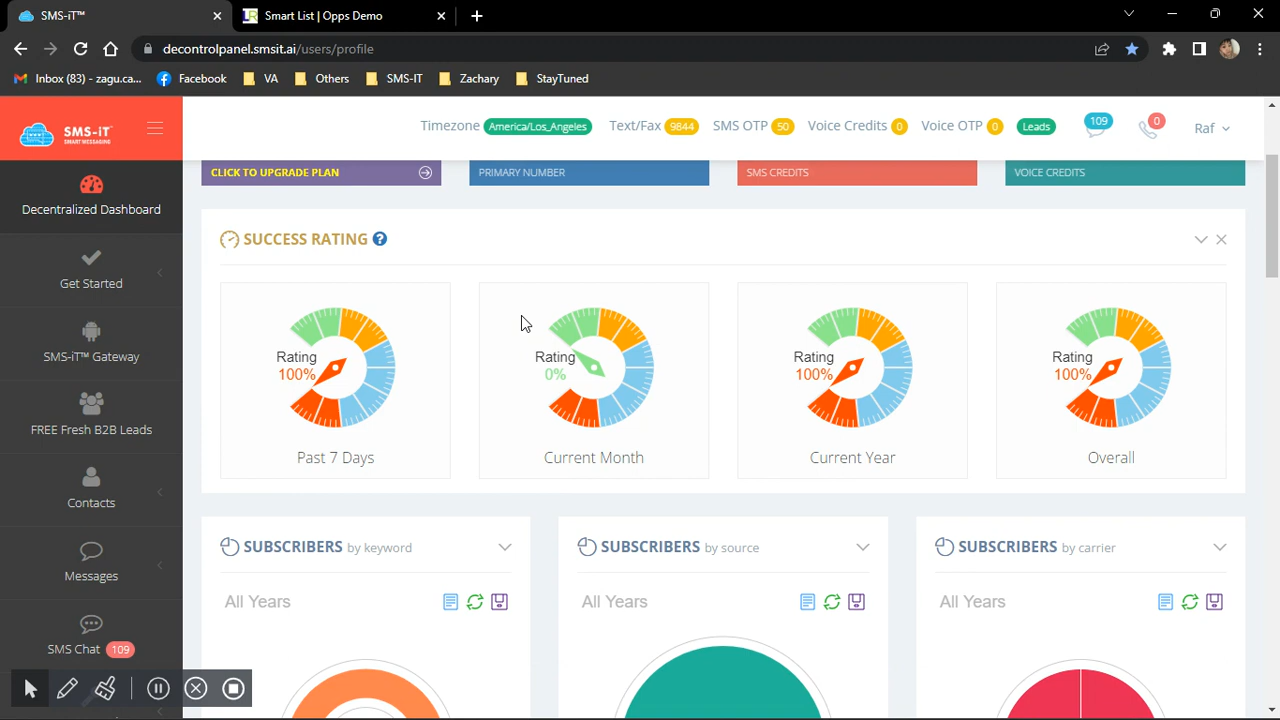 SMS-iT™
Smart List | Opps Demo
decontrolpanel.smsit.ai/users/profile
Inbox (83) - zagu.ca...
Facebook
VA
Others
SMS-IT
Zachary
StayTuned
SMS-iT
SMART MESSAGING
Timezone America/Los_Angeles
Text/Fax 9844
SMS OTP 50
Voice Credits 0
Voice OTP 0
Leads
109
0
Raf
Decentralized Dashboard
Get Started
SMS-iT™ Gateway
FREE Fresh B2B Leads
Contacts
Messages
SMS Chat 109
CLICK TO UPGRADE PLAN
PRIMARY NUMBER
SMS CREDITS
VOICE CREDITS
SUCCESS RATING ?
Rating
100%
Past 7 Days
Rating
0%
Current Month
Rating
100%
Current Year
Rating
100%
Overall
SUBSCRIBERS by keyword
All Years
SUBSCRIBERS by source
All Years
SUBSCRIBERS by carrier
All Years